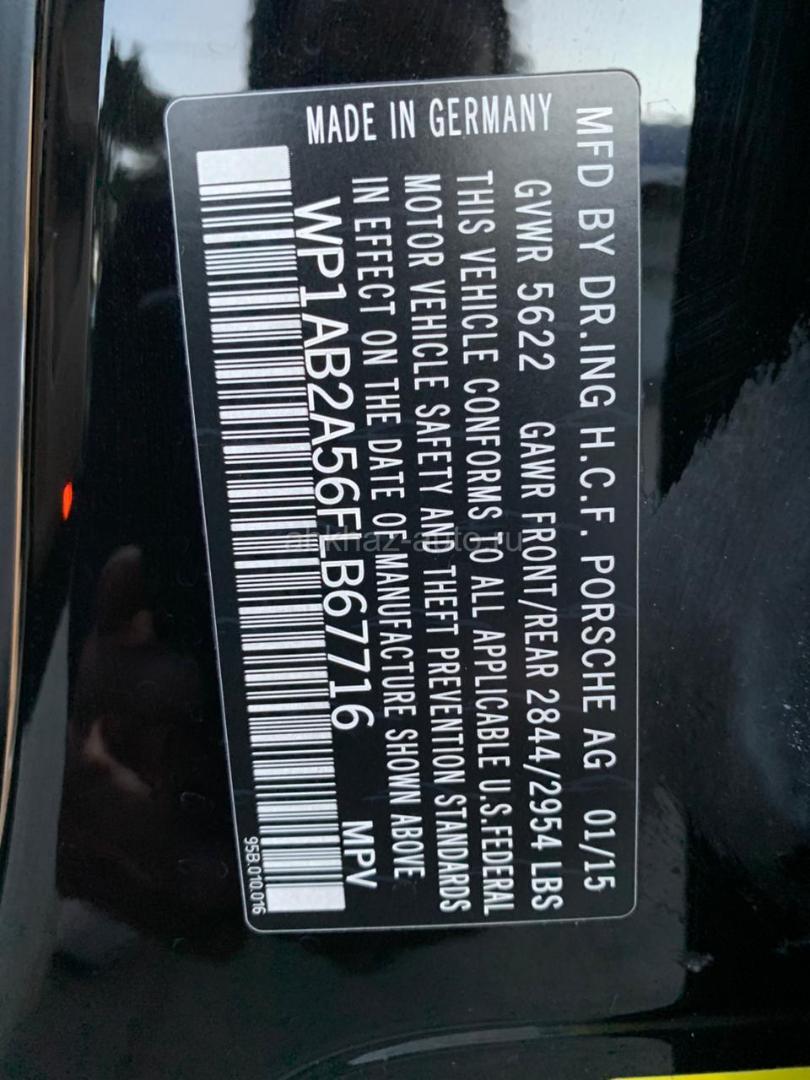 MFD BY DR.ING H.C.F. PORSCHE AG 01/15
GVWR 5622 GAWR FRONT/REAR 2844/2954 LBS
THIS VEHICLE CONFORMS TO ALL APPLICABLE U.S.FEDERAL
MOTOR VEHICLE SAFETY AND THEFT PREVENTION STANDARDS
IN EFFECT ON THE DATE OF MANUFACTURE SHOWN ABOVE
WP1AB2A56FLB67716 MPV
MADE IN GERMANY
95B.010.016
abkhaz-auto.ru